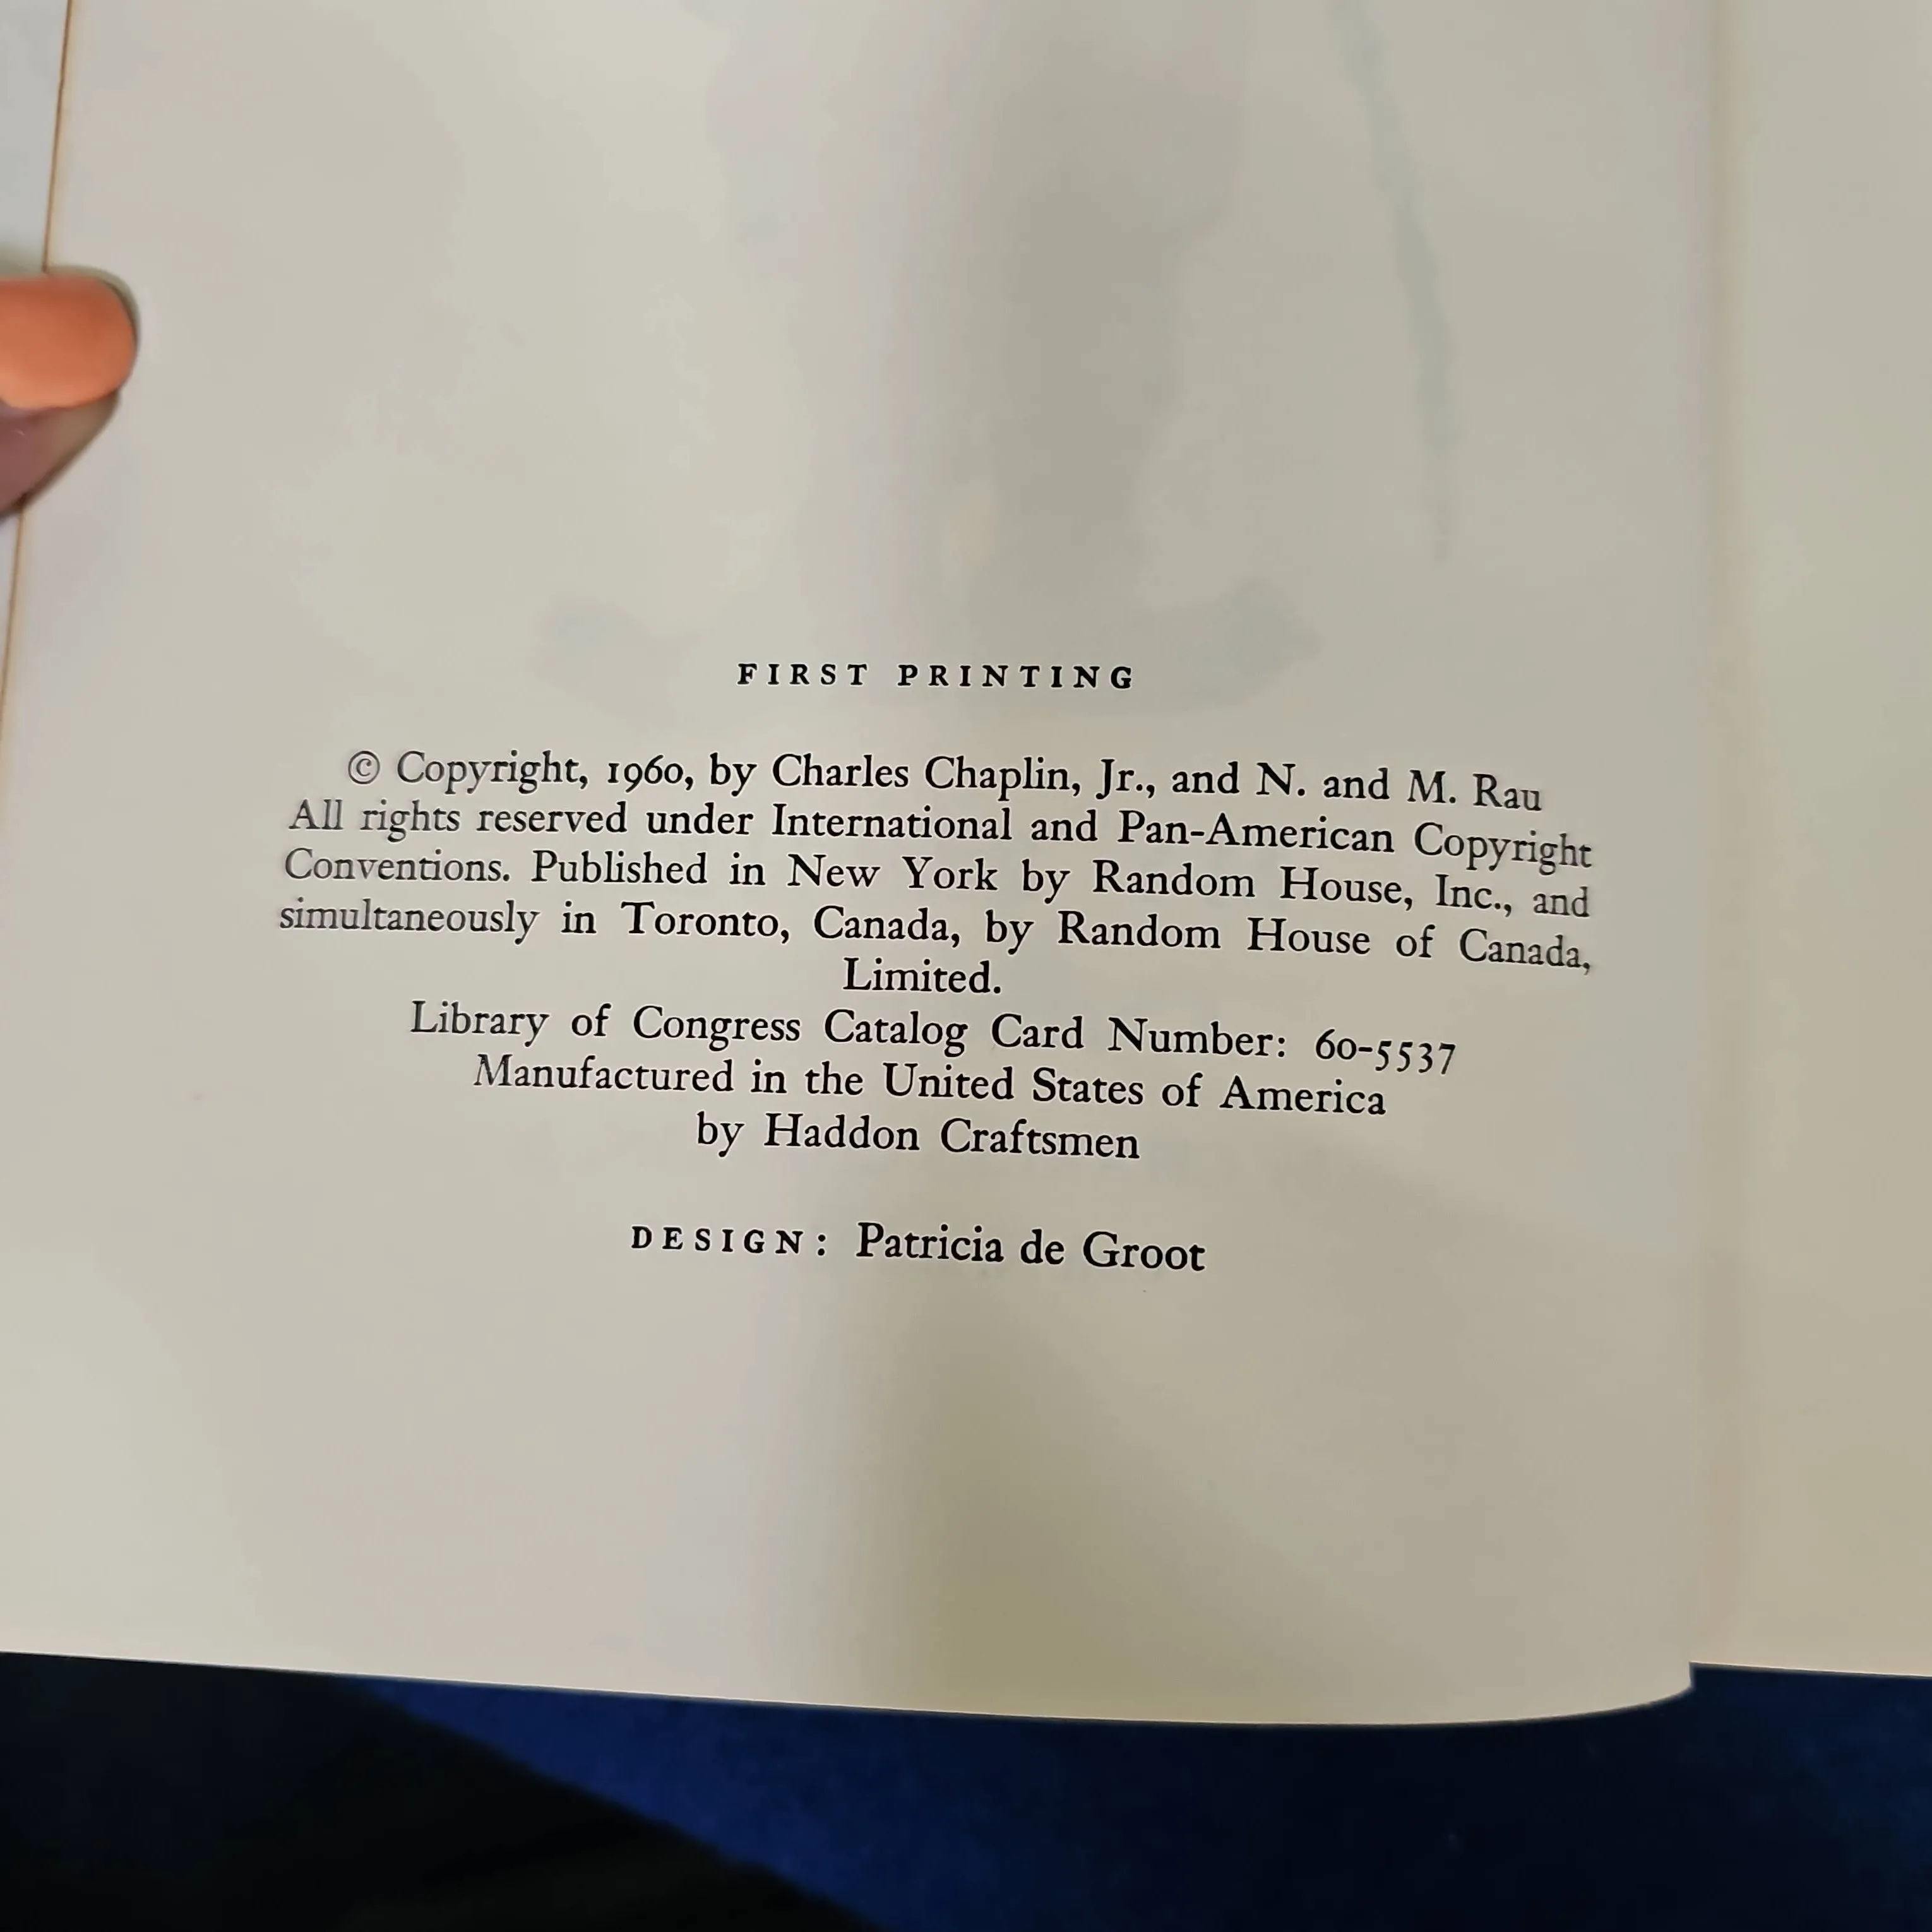 FIRST PRINTING
© Copyright, 1960, by Charles Chaplin, Jr., and N. and M. Rau
All rights reserved under International and Pan-American Copyright
Conventions. Published in New York by Random House, Inc., and
simultaneously in Toronto, Canada, by Random House of Canada,
Limited.
Library of Congress Catalog Card Number: 60-5537
Manufactured in the United States of America
by Haddon Craftsmen
DESIGN: Patricia de Groot